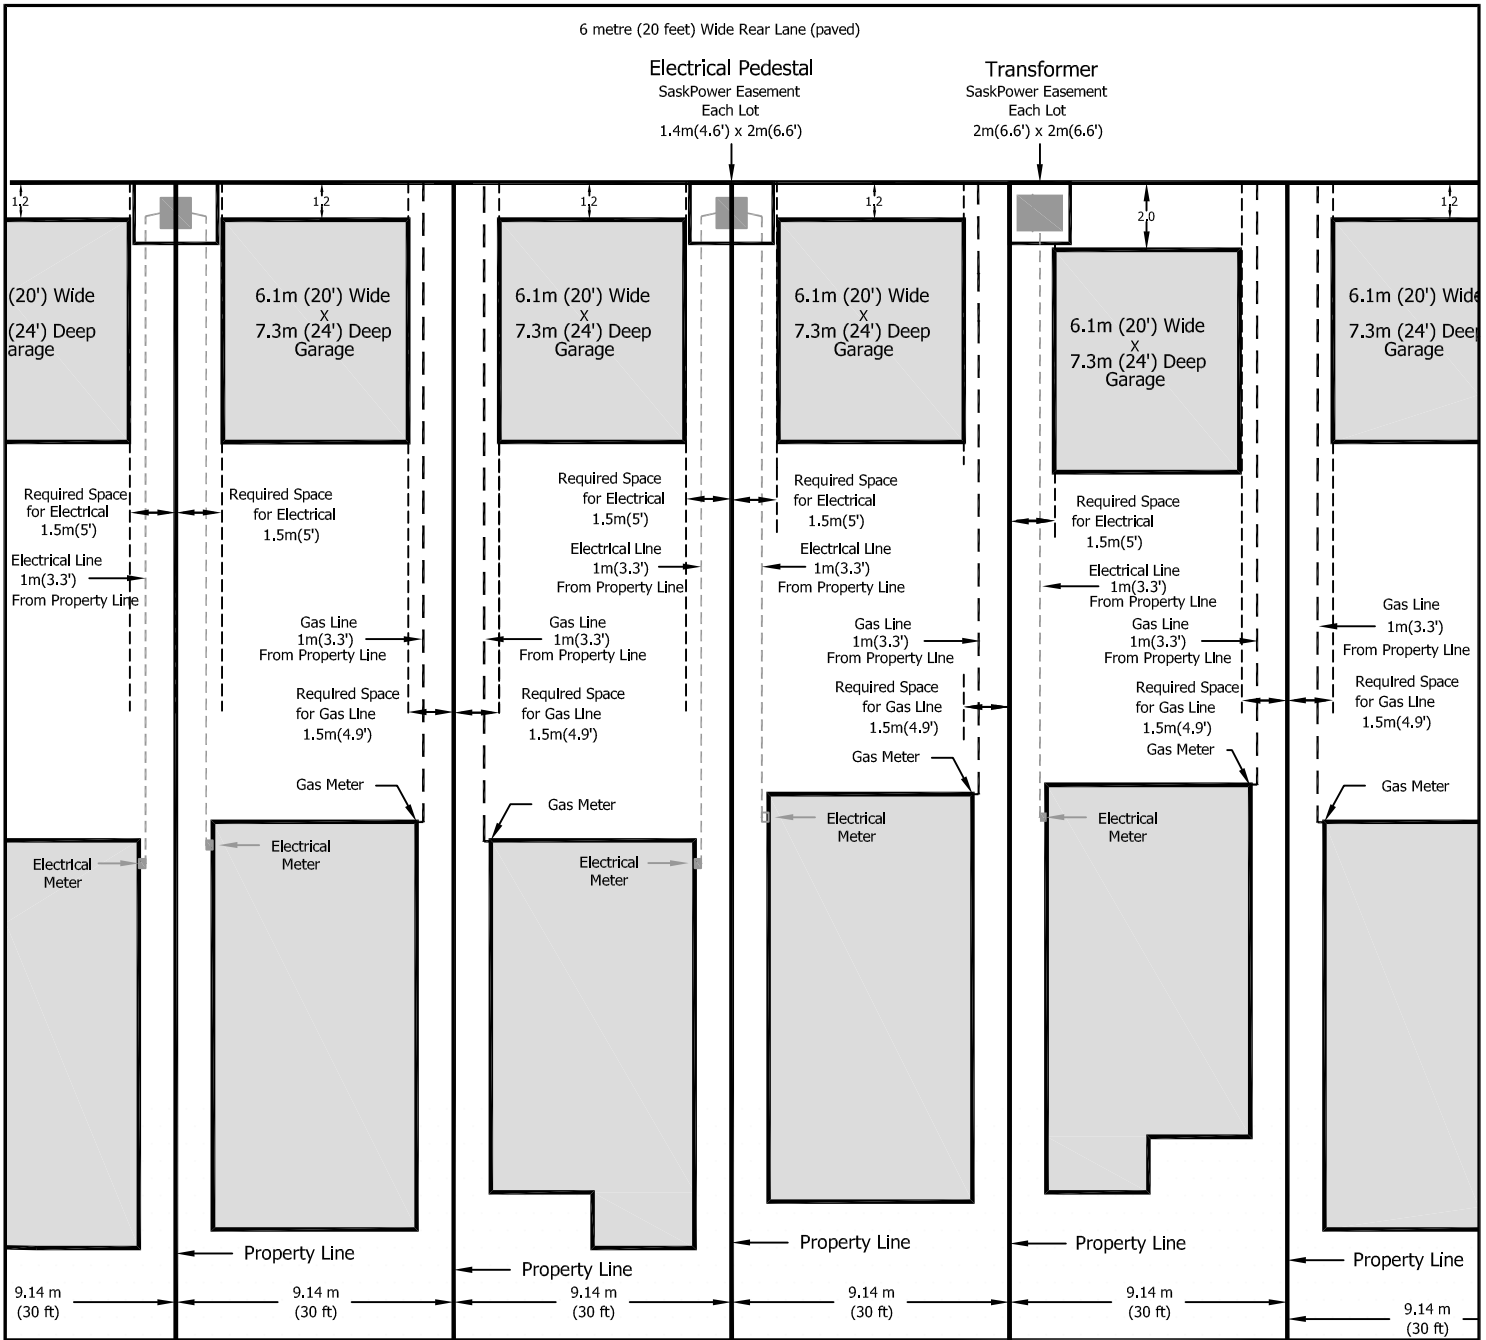 6 metre (20 feet) Wide Rear Lane (paved)
Electrical Pedestal
SaskPower Easement
Each Lot
1.4m(4.6') x 2m(6.6')
Transformer
SaskPower Easement
Each Lot
2m(6.6') x 2m(6.6')
1.2
1.2
1.2
1.2
2.0
1.2
(20') Wide
(24') Deep
arage
6.1m (20') Wide
x
7.3m (24') Deep
Garage
6.1m (20') Wide
x
7.3m (24') Deep
Garage
6.1m (20') Wide
x
7.3m (24') Deep
Garage
6.1m (20') Wide
x
7.3m (24') Deep
Garage
6.1m (20') Wide
7.3m (24') Deep
Garage
Required Space
for Electrical
1.5m(5')
Required Space
for Electrical
1.5m(5')
Required Space
for Electrical
1.5m(5')
Required Space
for Electrical
1.5m(5')
Required Space
for Electrical
1.5m(5')
Electrical Line
1m(3.3')
From Property Line
Electrical Line
1m(3.3')
From Property Line
Electrical Line
1m(3.3')
From Property Line
Electrical Line
1m(3.3')
From Property Line
Gas Line
1m(3.3')
From Property Line
Gas Line
1m(3.3')
From Property Line
Gas Line
1m(3.3')
From Property Line
Gas Line
1m(3.3')
From Property Line
Gas Line
1m(3.3')
From Property Line
Required Space
for Gas Line
1.5m(4.9')
Required Space
for Gas Line
1.5m(4.9')
Required Space
for Gas Line
1.5m(4.9')
Required Space
for Gas Line
1.5m(4.9')
Required Space
for Gas Line
1.5m(4.9')
Gas Meter
Gas Meter
Gas Meter
Gas Meter
Gas Meter
Electrical
Meter
Electrical
Meter
Electrical
Meter
Electrical
Meter
Electrical
Meter
Property Line
Property Line
Property Line
Property Line
Property Line
9.14 m
(30 ft)
9.14 m
(30 ft)
9.14 m
(30 ft)
9.14 m
(30 ft)
9.14 m
(30 ft)
9.14 m
(30 ft)